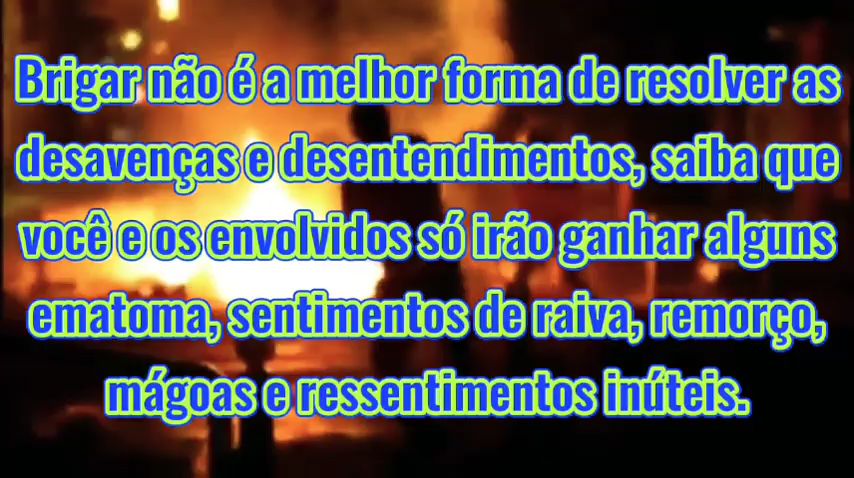 Brigar não é a melhor forma de resolver as
desavenças e desentendimentos, saiba que
você e os envolvidos só irão ganhar alguns
ematoma, sentimentos de raiva, remorço,
mágoas e ressentimentos inúteis.